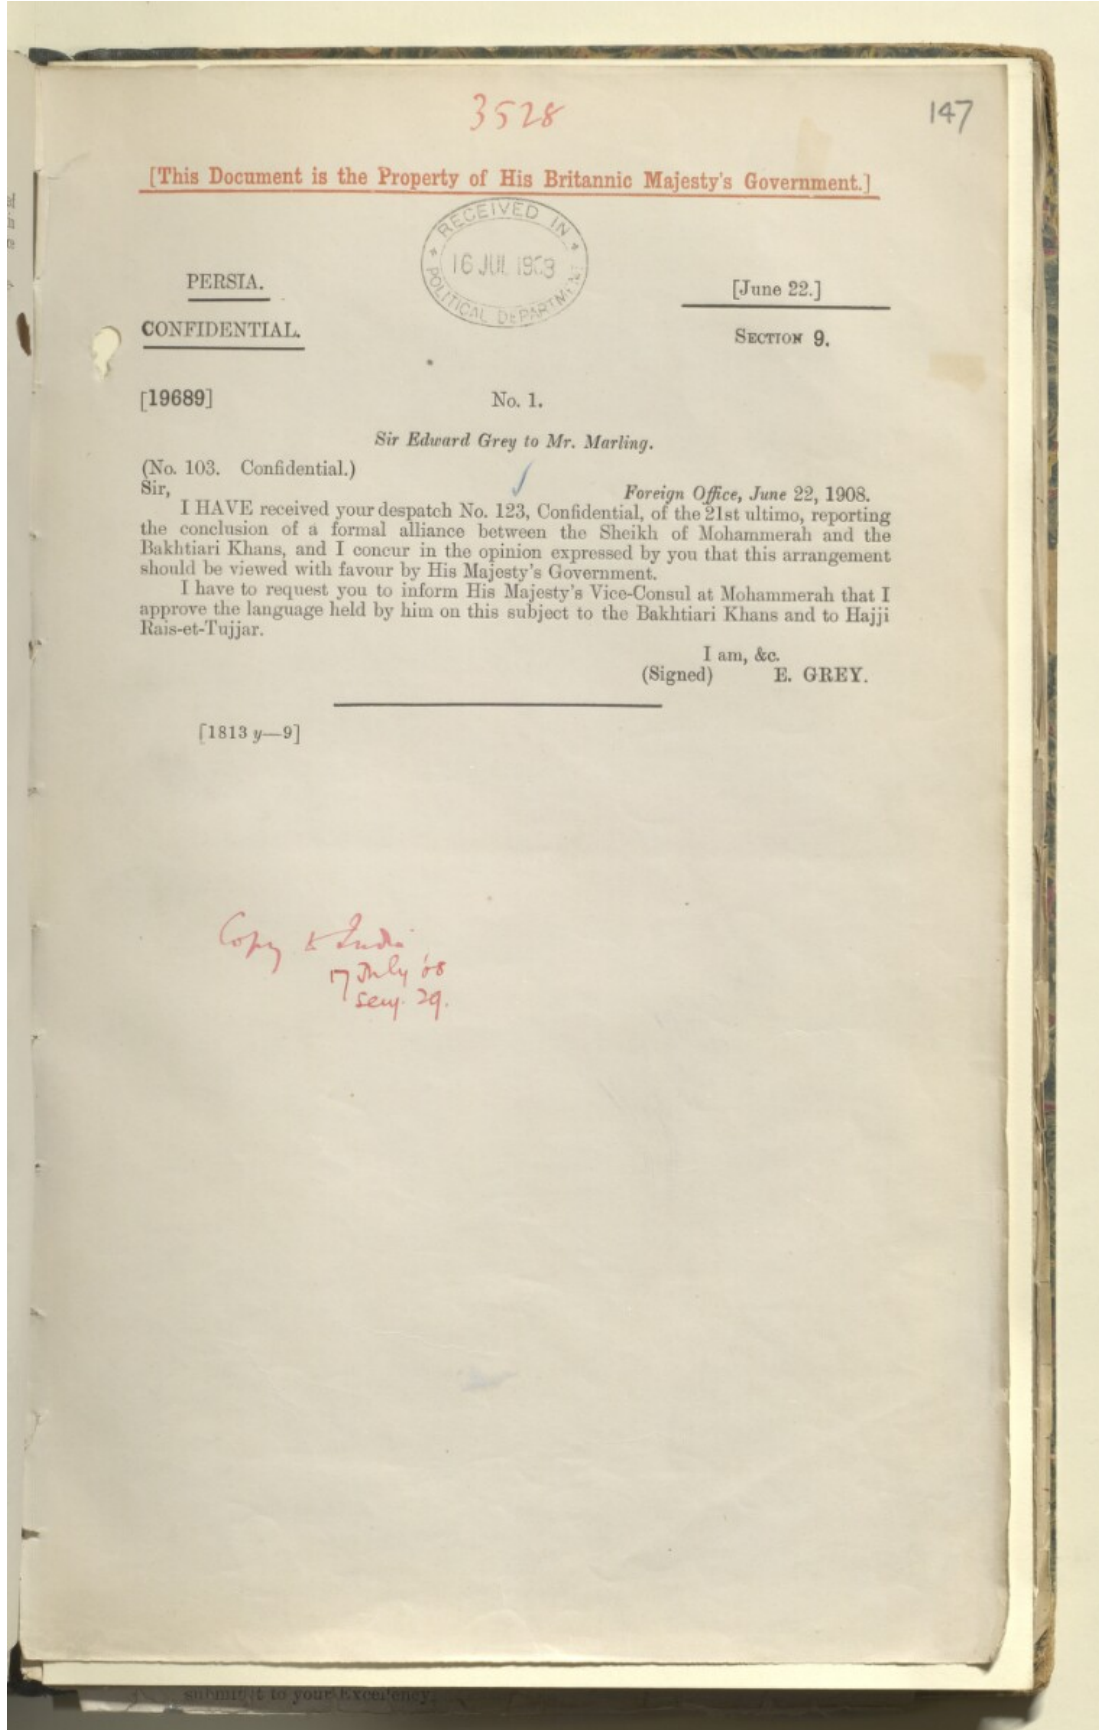 3528
147
[This Document is the Property of His Britannic Majesty's Government.]
RECEIVED IN
16 JUL 1908
POLITICAL DEPARTMENT
PERSIA.
[June 22.]
CONFIDENTIAL.
SECTION 9.
[19689]
No. 1.
Sir Edward Grey to Mr. Marling.
(No. 103. Confidential.)
Sir,
Foreign Office, June 22, 1908.
I HAVE received your despatch No. 123, Confidential, of the 21st ultimo, reporting
the conclusion of a formal alliance between the Sheikh of Mohammerah and the
Bakhtiari Khans, and I concur in the opinion expressed by you that this arrangement
should be viewed with favour by His Majesty's Government.
I have to request you to inform His Majesty's Vice-Consul at Mohammerah that I
approve the language held by him on this subject to the Bakhtiari Khans and to Hajji
Rais-et-Tujjar.
I am, &c.
(Signed) E. GREY.
[1813 y—9]
Copy to India
17 July '08
29.
submit to your Excellency,